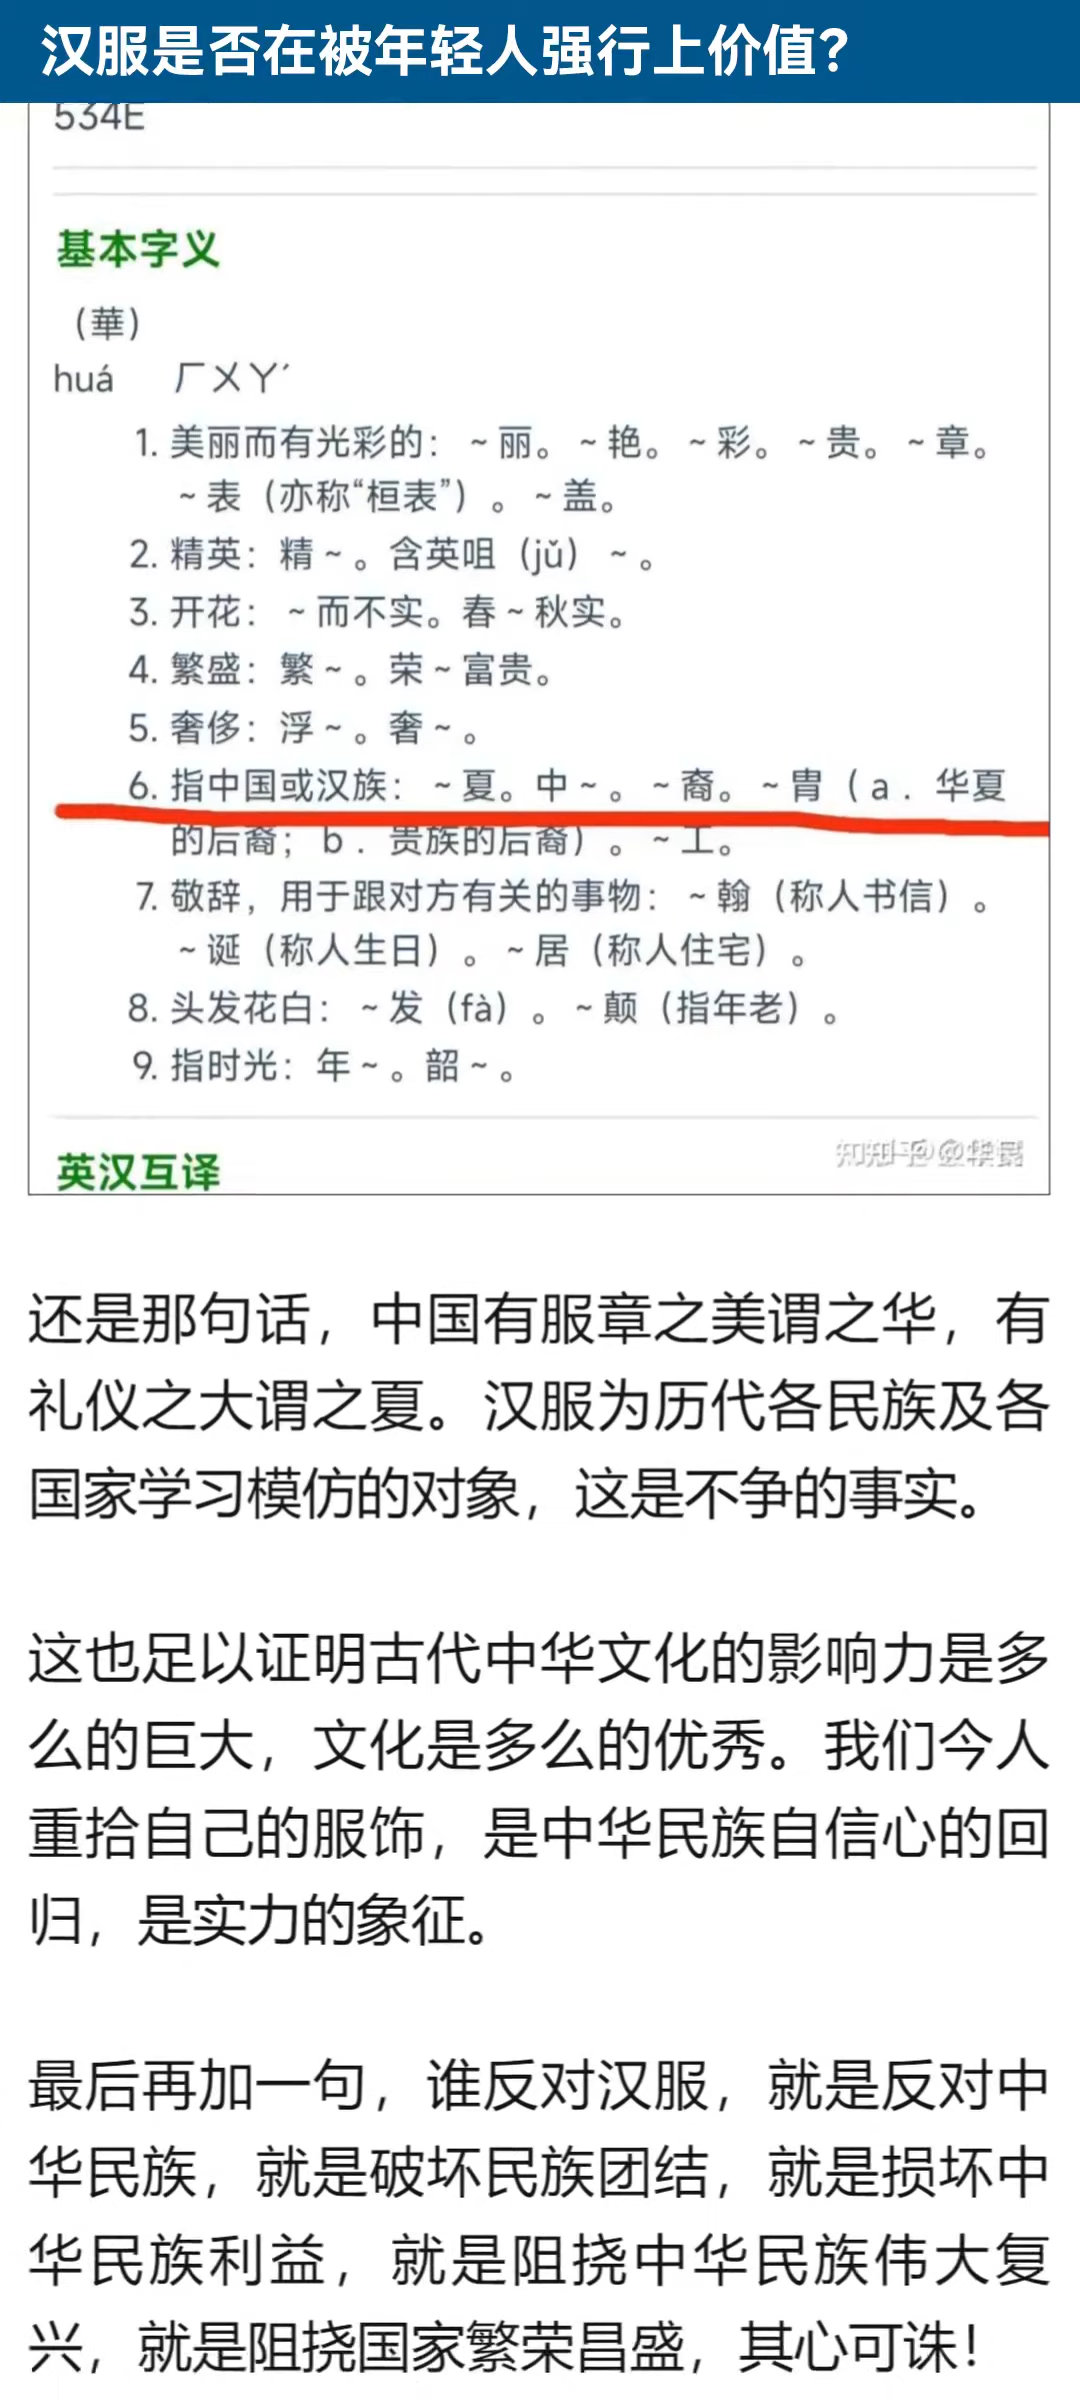 汉服是否在被年轻人强行上价值？
534E
基本字义
（華）
huá ㄏㄨㄚˊ
1. 美丽而有光彩的：～丽。～艳。～彩。～贵。～章。
～表（亦称“桓表”）。～盖。
2. 精英：精～。含英咀（jǔ）～。
3. 开花：～而不实。春～秋实。
4. 繁盛：繁～。荣～富贵。
5. 奢侈：浮～。奢～。
6. 指中国或汉族：～夏。中～。～裔。～胄（a．华夏
的后裔；b．贵族的后裔）。～工。
7. 敬辞，用于跟对方有关的事物：～翰（称人书信）。
～诞（称人生日）。～居（称人住宅）。
8. 头发花白：～发（fà）。～颠（指年老）。
9. 指时光：年～。韶～。
英汉互译
还是那句话，中国有服章之美谓之华，有
礼仪之大谓之夏。汉服为历代各民族及各
国家学习模仿的对象，这是不争的事实。
这也足以证明古代中华文化的影响力是多
么的巨大，文化是多么的优秀。我们今人
重拾自己的服饰，是中华民族自信心的回
归，是实力的象征。
最后再加一句，谁反对汉服，就是反对中
华民族，就是破坏民族团结，就是损坏中
华民族利益，就是阻挠中华民族伟大复
兴，就是阻挠国家繁荣昌盛，其心可诛！